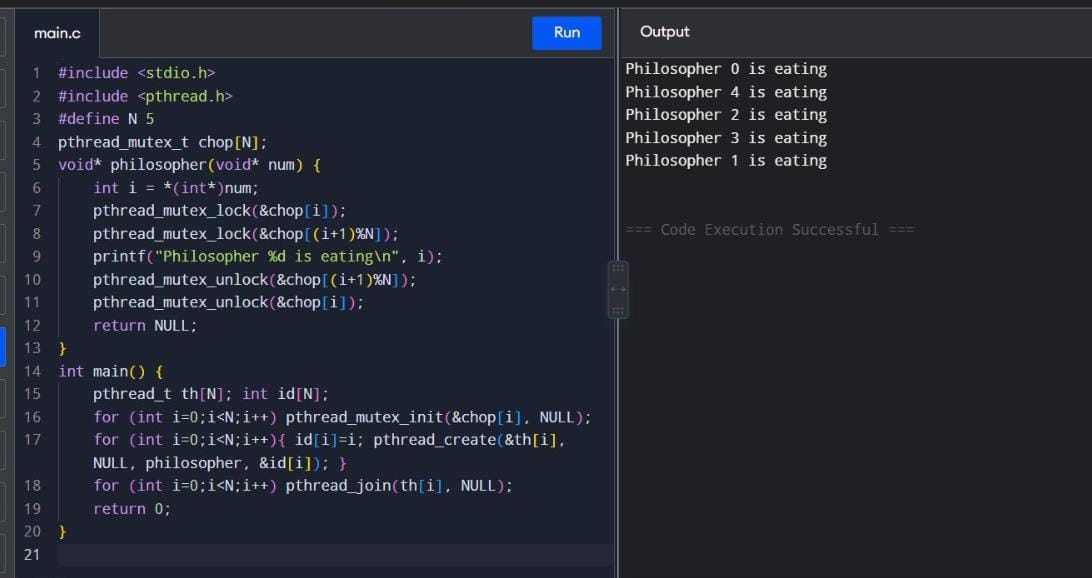 main.c
Run
Output
1 #include <stdio.h>
2 #include <pthread.h>
3 #define N 5
4 pthread_mutex_t chop[N];
5 void* philosopher(void* num) {
6 int i = *(int*)num;
7 pthread_mutex_lock(&chop[i]);
8 pthread_mutex_lock(&chop[(i+1)%N]);
9 printf("Philosopher %d is eating\n", i);
10 pthread_mutex_unlock(&chop[(i+1)%N]);
11 pthread_mutex_unlock(&chop[i]);
12 return NULL;
13 }
14 int main() {
15 pthread_t th[N]; int id[N];
16 for (int i=0;i<N;i++) pthread_mutex_init(&chop[i], NULL);
17 for (int i=0;i<N;i++){ id[i]=i; pthread_create(&th[i],
NULL, philosopher, &id[i]); }
18 for (int i=0;i<N;i++) pthread_join(th[i], NULL);
19 return 0;
20 }
21
Philosopher 0 is eating
Philosopher 4 is eating
Philosopher 2 is eating
Philosopher 3 is eating
Philosopher 1 is eating
=== Code Execution Successful ===